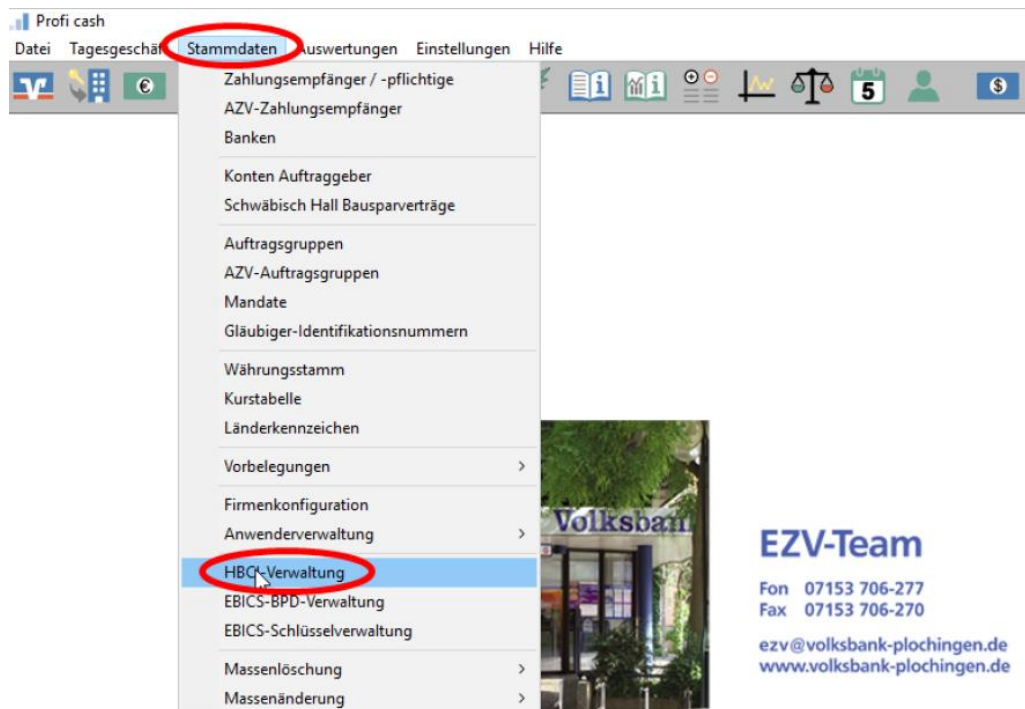 Profi cash
Datei Tagesgeschäf Stammdaten Auswertungen Einstellungen Hilfe
5
Zahlungsempfänger / -pflichtige
AZV-Zahlungsempfänger
Banken
Konten Auftraggeber
Schwäbisch Hall Bausparverträge
Auftragsgruppen
AZV-Auftragsgruppen
Mandate
Gläubiger-Identifikationsnummern
Währungsstamm
Kurstabelle
Länderkennzeichen
Vorbelegungen
Firmenkonfiguration
Anwenderverwaltung
HBCI-Verwaltung
EBICS-BPD-Verwaltung
EBICS-Schlüsselverwaltung
Massenlöschung
Massenänderung
Volksban
EZV-Team
Fon 07153 706-277
Fax 07153 706-270
ezv@volksbank-plochingen.de
www.volksbank-plochingen.de